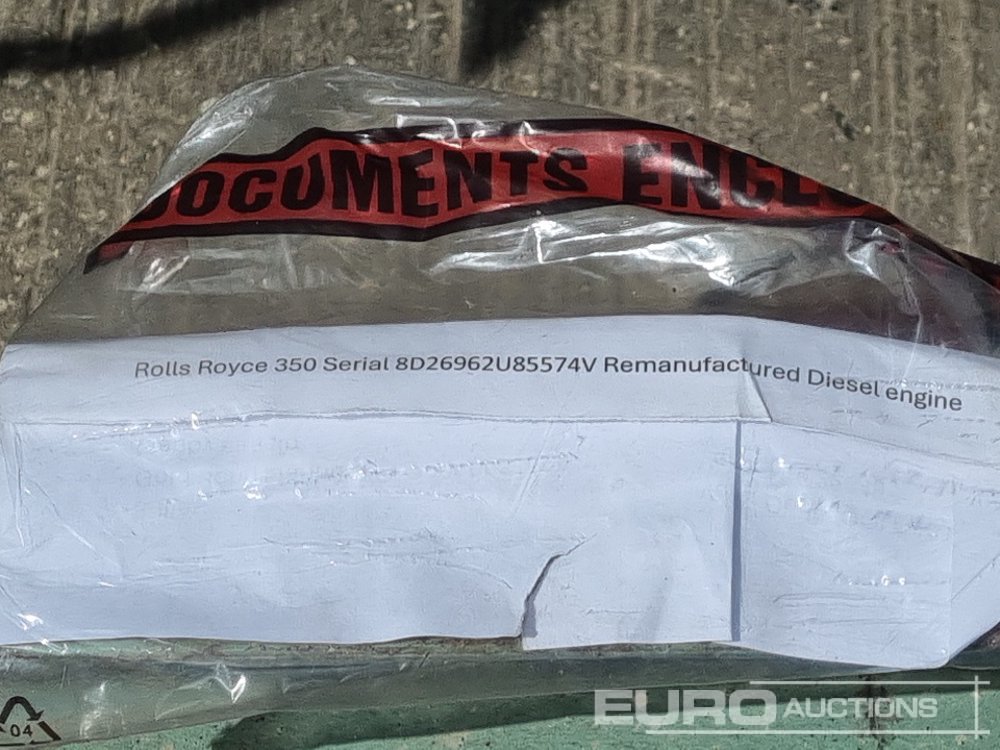 DOCUMENTS ENCL
Rolls Royce 350 Serial 8D26962U85574V Remanufactured Diesel engine
04
EURO AUCTIONS